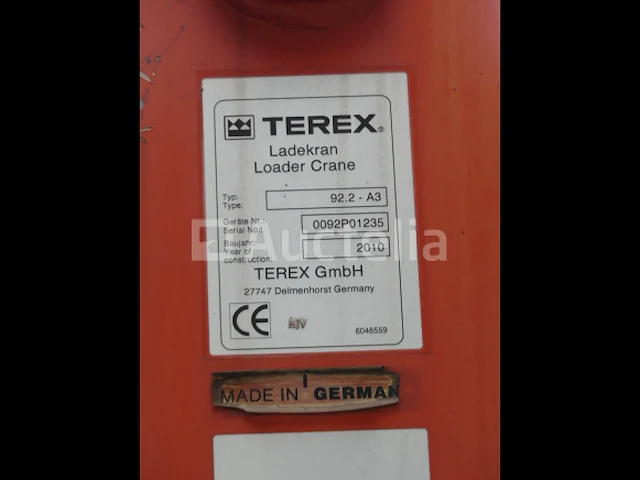 TEREX®
Ladekran
Loader Crane
Typ:
Type:
92.2 - A3
Geräte Nr.:
Serial No.:
0092P01235
Baujahr:
Year of
construction:
2010
Auctelia
TEREX GmbH
27747 Delmenhorst Germany
CE
6046559
MADE IN GERMAN